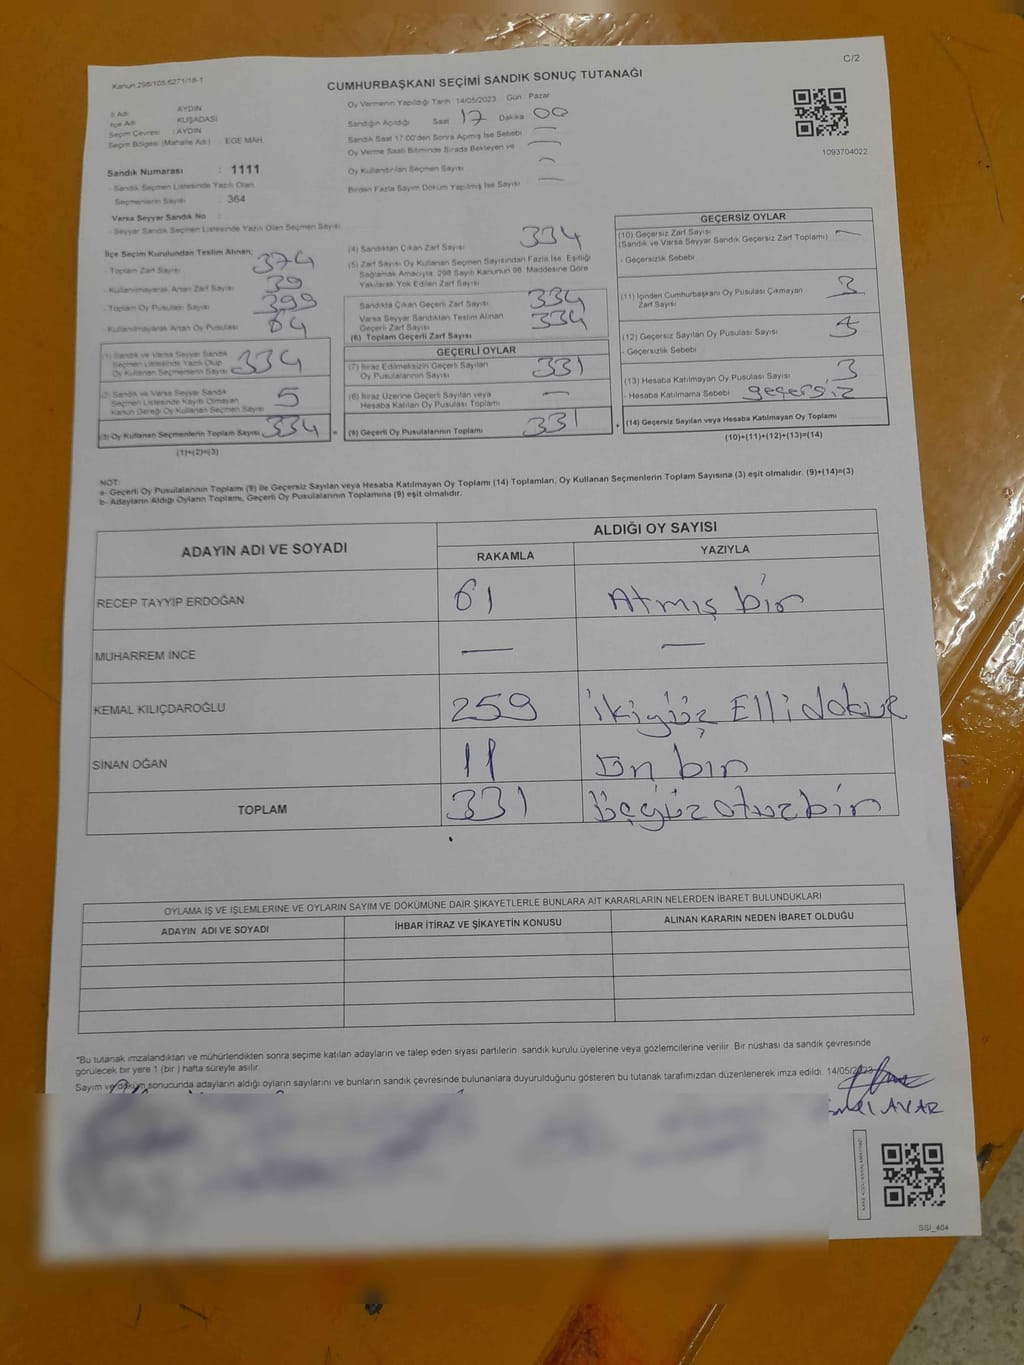 Kanun.298/105.6271/18-1
C/2
CUMHURBAŞKANI SEÇİMİ SANDIK SONUÇ TUTANAĞI
İl Adı : AYDIN
İlçe Adı KUŞADASI
Seçim Çevresi : AYDIN
Seçim Bölgesi (Mahalle Adı) EGE MAH.
Sandık Numarası : 1111
- Sandık Seçmen Listesinde Yazılı Olan
Seçmenlerin Sayısı : 364
Varsa Seyyar Sandık No :
- Seyyar Sandık Seçmen Listesinde Yazılı Olan Seçmen Sayısı
Oy Vermenin Yapıldığı Tarih :14/05/2023 Gün : Pazar
Sandığın Açıldığı Saat 17 Dakika 00
Sandık Saat 17:00'den Sonra Açılmış İse Sebebi —
Oy Verme Saati Bitiminde Sırada Bekleyen ve —
Oy Kullandırılan Seçmen Sayısı —
Birden Fazla Sayım Döküm Yapılmış İse Sayısı —
1093704022
İlçe Seçim Kurulundan Teslim Alınan;
- Toplam Zarf Sayısı 374
- Kullanılmayarak Artan Zarf Sayısı 39
- Toplam Oy Pusulası Sayısı 399
- Kullanılmayarak Artan Oy Pusulası 64
(1) Sandık ve Varsa Seyyar Sandık
Seçmen Listesinde Yazılı Olup
Oy Kullanan Seçmenlerin Sayısı 334
(2) Sandık ve Varsa Seyyar Sandık
Seçmen Listesinde Kayıtlı Olmayan
Kanun Gereği Oy Kullanan Seçmen Sayısı 5
(3) Oy Kullanan Seçmenlerin Toplam Sayısı 334
(1)+(2)=(3)
(4) Sandıktan Çıkan Zarf Sayısı 334
(5) Zarf Sayısı Oy Kullanan Seçmen Sayısından Fazla İse, Eşitliği
Sağlamak Amacıyla; 298 Sayılı Kanunun 98. Maddesine Göre
Yakılarak Yok Edilen Zarf Sayısı
Sandıkta Çıkan Geçerli Zarf Sayısı 334
Varsa Seyyar Sandıktan Teslim Alınan
Geçerli Zarf Sayısı 334
(6) Toplam Geçerli Zarf Sayısı
GEÇERLİ OYLAR
(7) İtiraz Edilmeksizin Geçerli Sayılan
Oy Pusulalarının Sayısı 331
(8) İtiraz Üzerine Geçerli Sayılan veya
Hesaba Katılan Oy Pusulası Toplamı —
(9) Geçerli Oy Pusulalarının Toplamı 331
GEÇERSİZ OYLAR
(10) Geçersiz Zarf Sayısı
(Sandık ve Varsa Seyyar Sandık Geçersiz Zarf Toplamı) —
- Geçersizlik Sebebi
(11) İçinden Cumhurbaşkanı Oy Pusulası Çıkmayan
Zarf Sayısı 3
(12) Geçersiz Sayılan Oy Pusulası Sayısı
- Geçersizlik Sebebi
(13) Hesaba Katılmayan Oy Pusulası Sayısı 3
- Hesaba Katılmama Sebebi geçersiz
(14) Geçersiz Sayılan veya Hesaba Katılmayan Oy Toplamı
(10)+(11)+(12)+(13)=(14)
NOT:
a- Geçerli Oy Pusulalarının Toplamı (9) ile Geçersiz Sayılan veya Hesaba Katılmayan Oy Toplamı (14) Toplamları, Oy Kullanan Seçmenlerin Toplam Sayısına (3) eşit olmalıdır. (9)+(14)=(3)
b- Adayların Aldığı Oyların Toplamı, Geçerli Oy Pusulalarının Toplamına (9) eşit olmalıdır.
ADAYIN ADI VE SOYADI ALDIĞI OY SAYISI
RAKAMLA YAZIYLA
RECEP TAYYİP ERDOĞAN 61 Atmış bir
MUHARREM İNCE — —
KEMAL KILIÇDAROĞLU 259 ikiyüz Elli dokuz
SİNAN OĞAN 11 On bir
TOPLAM 331 üçyüz otuz bir
OYLAMA İŞ VE İŞLEMLERİNE VE OYLARIN SAYIM VE DÖKÜMÜNE DAİR ŞİKAYETLERLE BUNLARA AİT KARARLARIN NELERDEN İBARET BULUNDUKLARI
ADAYIN ADI VE SOYADI İHBAR İTİRAZ VE ŞİKAYETİN KONUSU ALINAN KARARIN NEDEN İBARET OLDUĞU
*Bu tutanak imzalandıktan ve mühürlendikten sonra seçime katılan adayların ve talep eden siyasi partilerin sandık kurulu üyelerine veya gözlemcilerine verilir. Bir nüshası da sandık çevresinde
görülecek bir yere 1 (bir ) hafta süreyle asılır.
Sayım ve döküm sonucunda adayların aldığı oyların sayılarını ve bunların sandık çevresinde bulunanlara duyurulduğunu gösteren bu tutanak tarafımızdan düzenlenerek imza edildi. 14/05/2023
AVAR
SSI_404